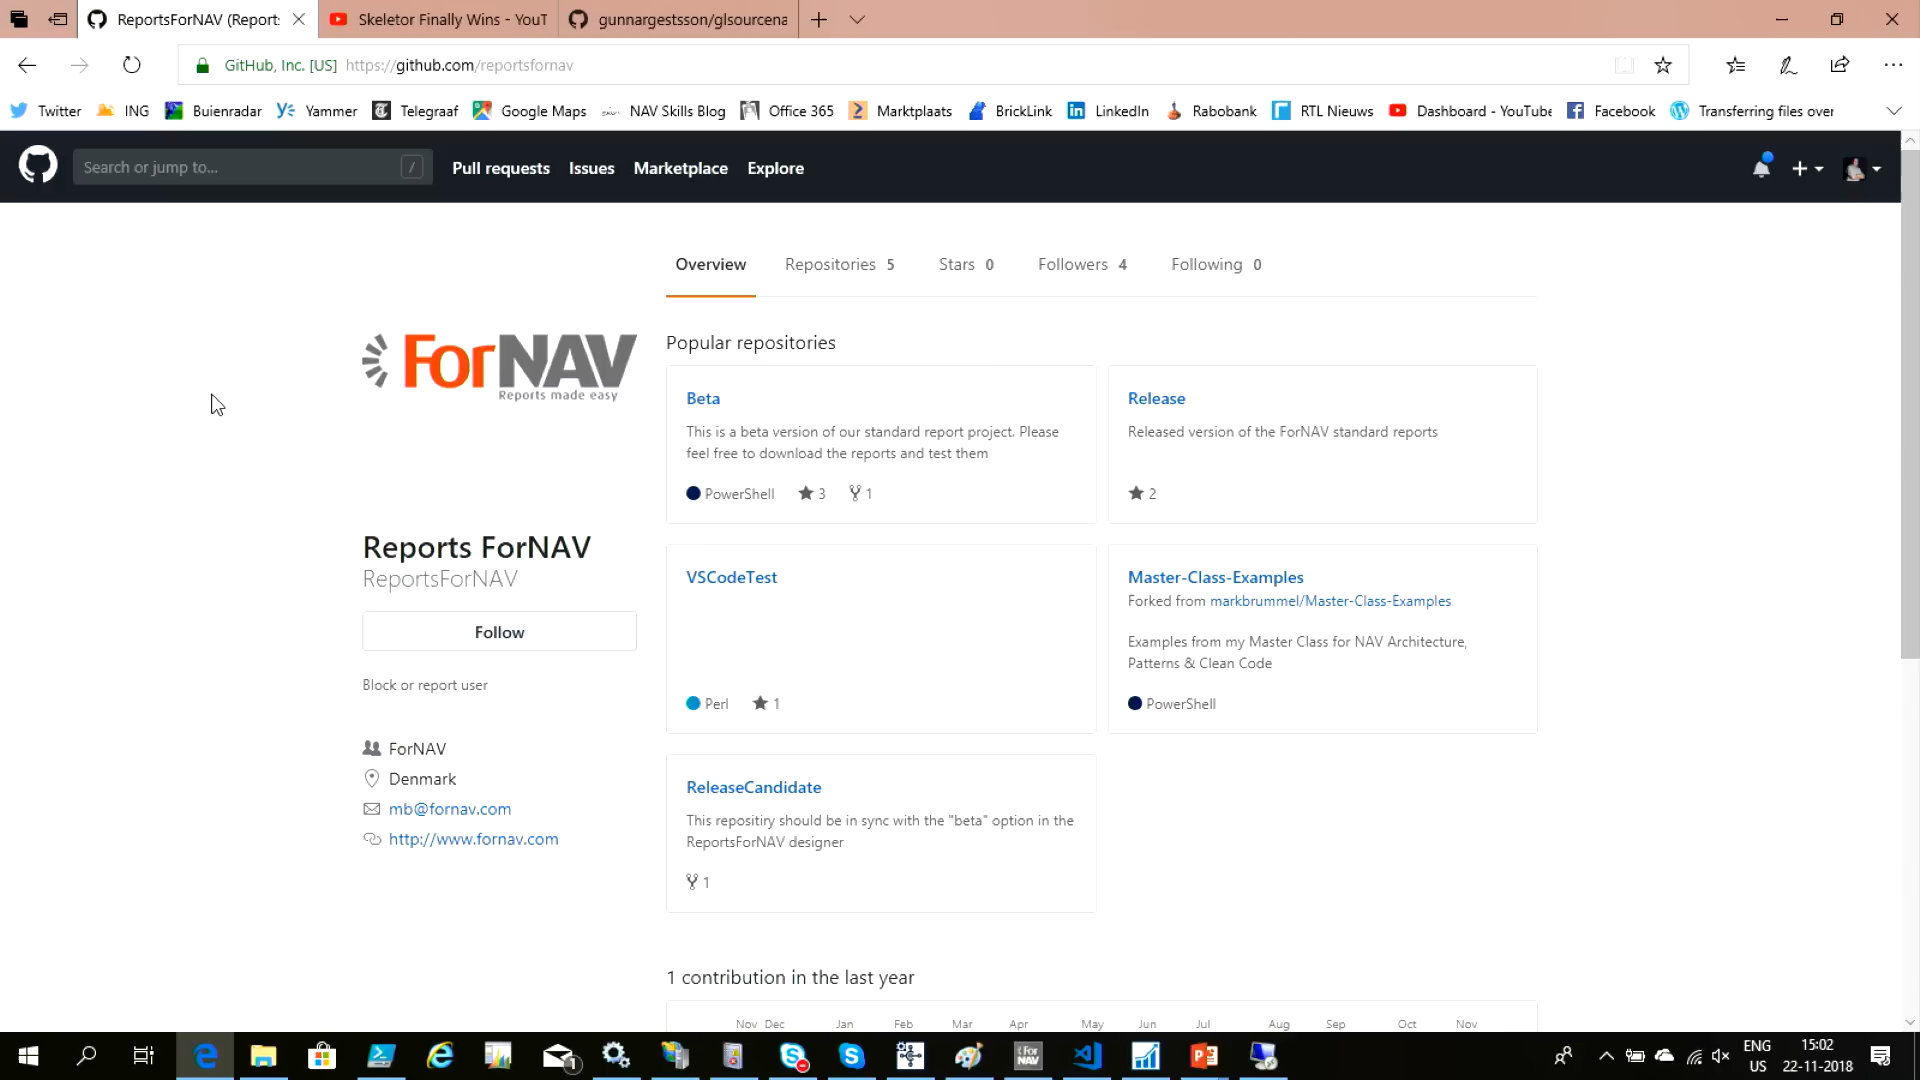 ReportsForNAV (Report:
Skeletor Finally Wins - YouT
gunnargestsson/glsourcena
GitHub, Inc. [US] https://github.com/reportsfornav
Twitter ING Buienradar Yammer Telegraaf Google Maps NAV Skills Blog Office 365 Marktplaats BrickLink LinkedIn Rabobank RTL Nieuws Dashboard - YouTube Facebook Transferring files over
Search or jump to... /
Pull requests Issues Marketplace Explore
Overview Repositories 5 Stars 0 Followers 4 Following 0
ForNAV
Reports made easy
Reports ForNAV
ReportsForNAV
Follow
Block or report user
ForNAV
Denmark
mb@fornav.com
http://www.fornav.com
Popular repositories
Beta
This is a beta version of our standard report project. Please
feel free to download the reports and test them
PowerShell 3 1
Release
Released version of the ForNAV standard reports
2
VSCodeTest
Perl 1
Master-Class-Examples
Forked from markbrummel/Master-Class-Examples
Examples from my Master Class for NAV Architecture,
Patterns & Clean Code
PowerShell
ReleaseCandidate
This repositiry should be in sync with the "beta" option in the
ReportsForNAV designer
1
1 contribution in the last year
Nov Dec Jan Feb Mar Apr May Jun Jul Aug Sep Oct Nov
1
For
NAV
ENG
US
15:02
22-11-2018